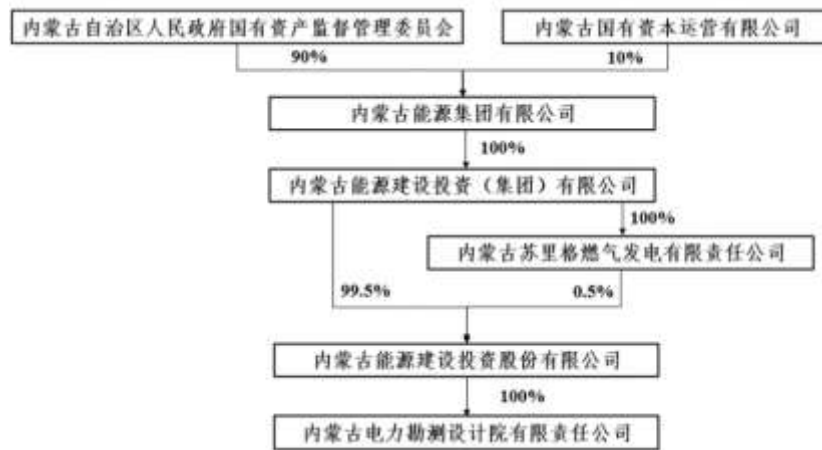 内蒙古自治区人民政府国有资产监督管理委员会
内蒙古国有资本运营有限公司
90%
10%
内蒙古能源集团有限公司
100%
内蒙古能源建设投资（集团）有限公司
100%
内蒙古苏里格燃气发电有限责任公司
99.5%
0.5%
内蒙古能源建设投资股份有限公司
100%
内蒙古电力勘测设计院有限责任公司